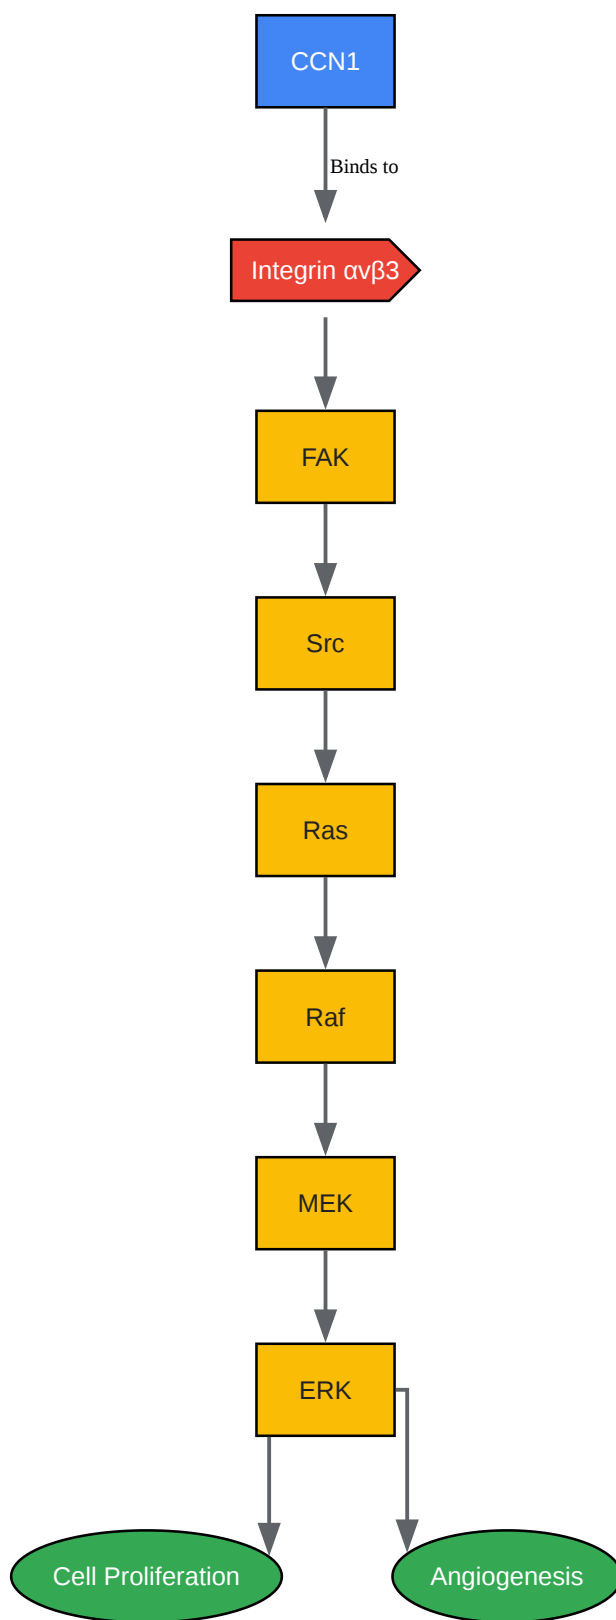 CCN1
Binds to
Integrin αvβ3
FAK
Src
Ras
Raf
MEK
ERK
Cell Proliferation
Angiogenesis